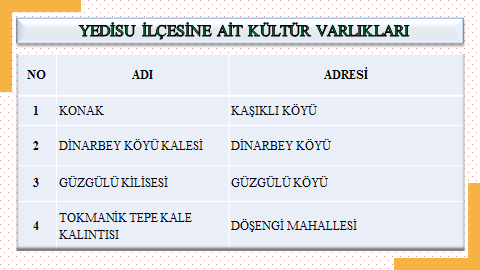 YEDİSU İLÇESİNE AİT KÜLTÜR VARLIKLARI
NO ADI ADRESİ
1 KONAK KAŞIKLI KÖYÜ
2 DİNARBEY KÖYÜ KALESİ DİNARBEY KÖYÜ
3 GÜZGÜLÜ KİLİSESİ GÜZGÜLÜ KÖYÜ
4 TOKMANİK TEPE KALE KALINTISI DÖŞENGİ MAHALLESİ